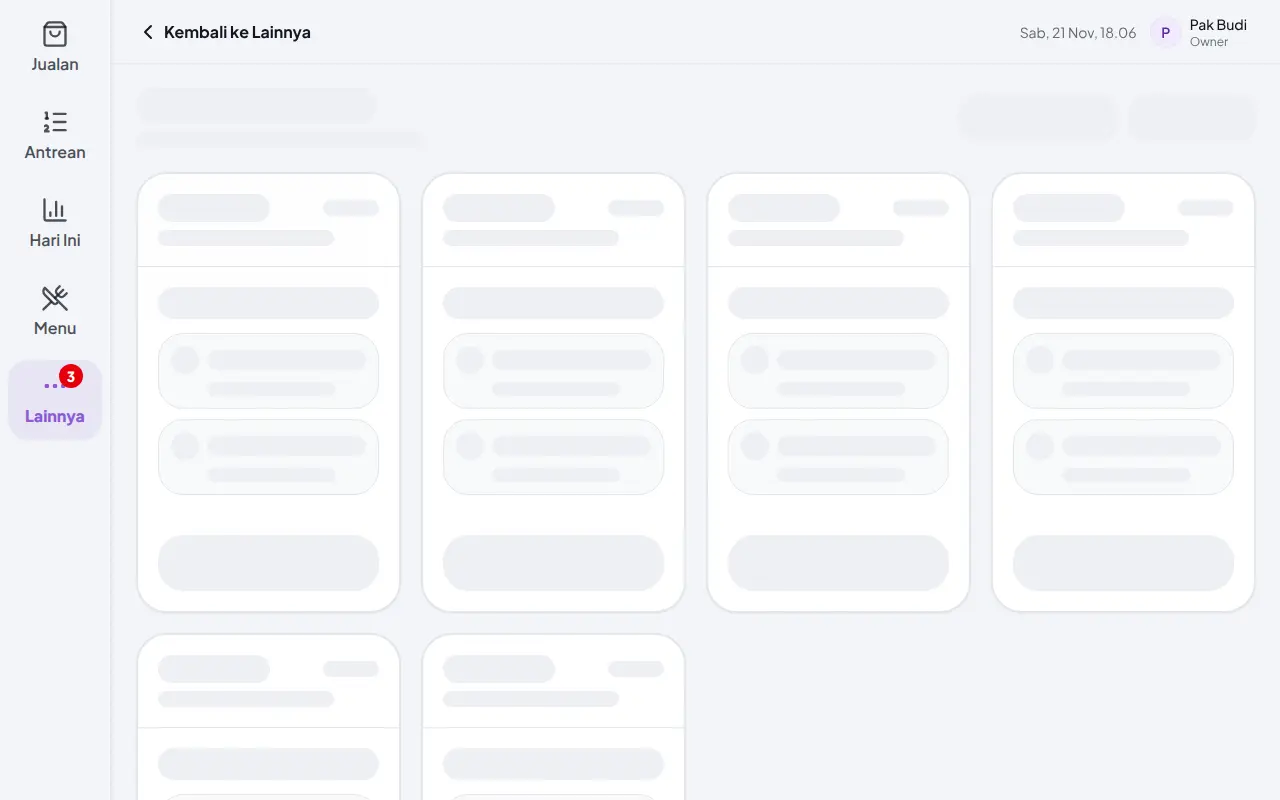 Jualan
Antrean
Hari Ini
Menu
3
Lainnya
Kembali ke Lainnya
Sab, 21 Nov, 18.06
P
Pak Budi
Owner